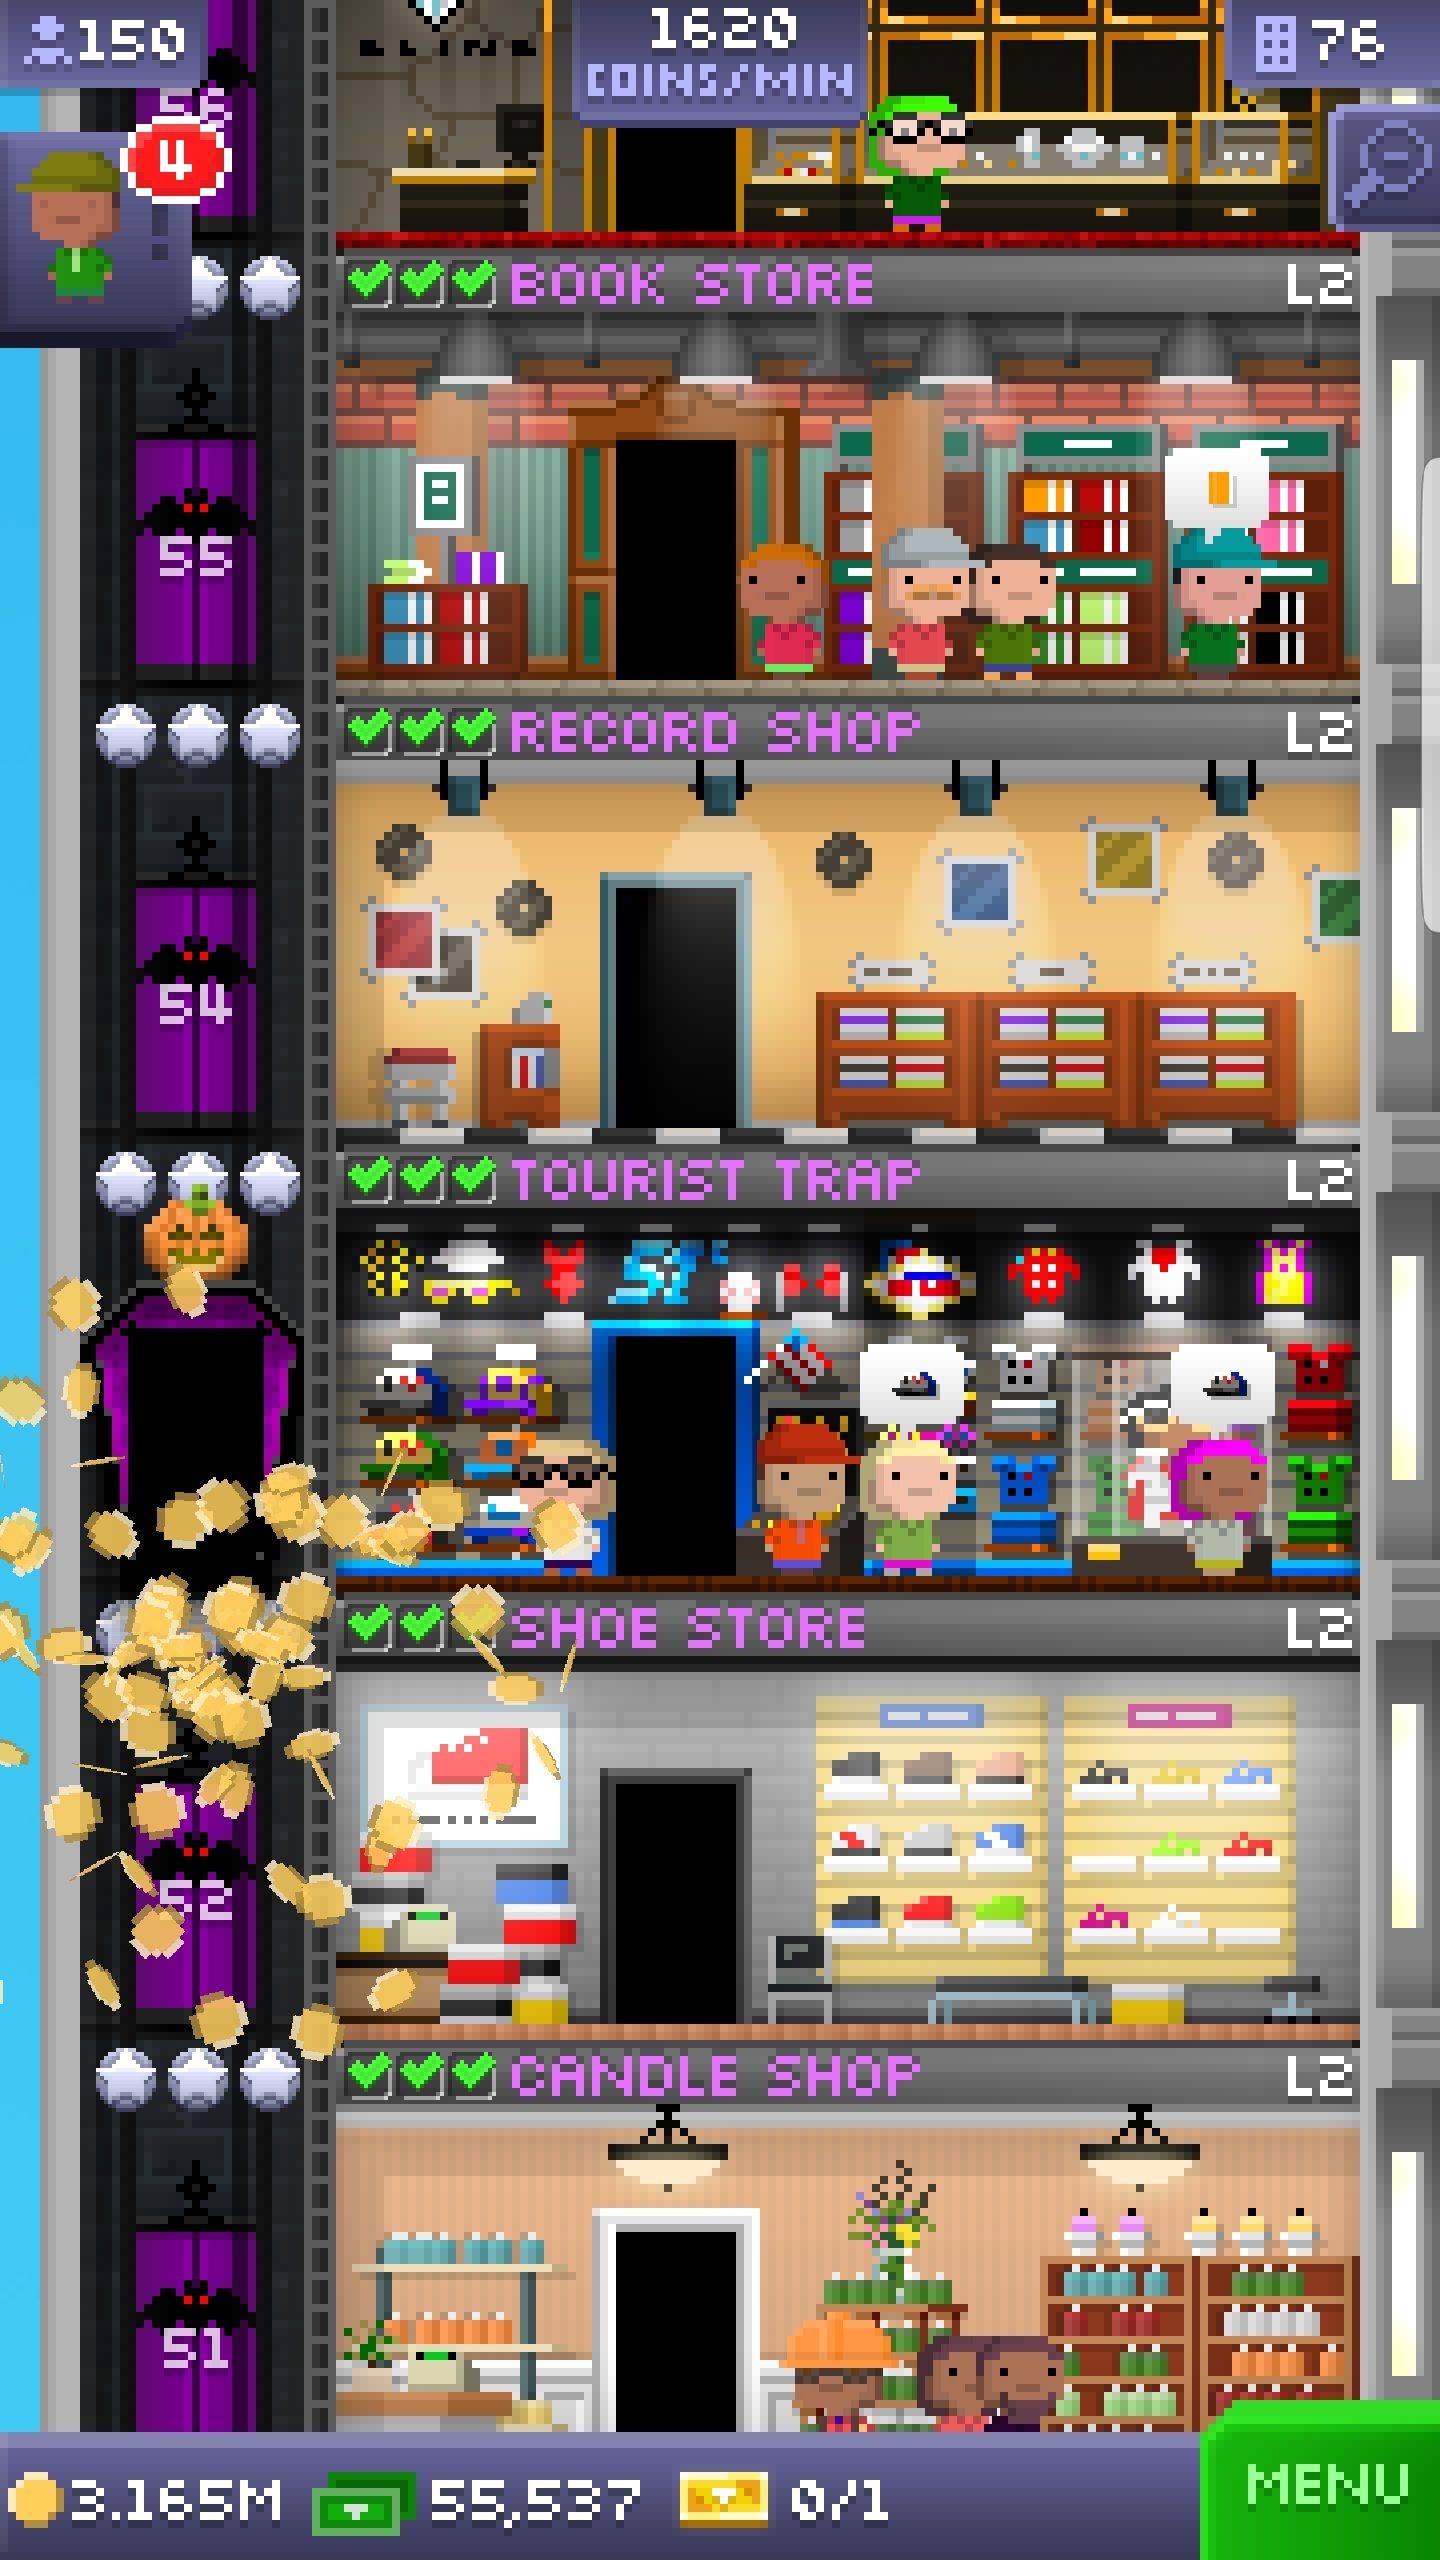 150
1620
COINS/MIN
76
56
4
BOOK STORE L2
55
RECORD SHOP L2
54
TOURIST TRAP L2
SHOE STORE L2
52
CANDLE SHOP L2
51
3.165M 55,537 0/1
MENU